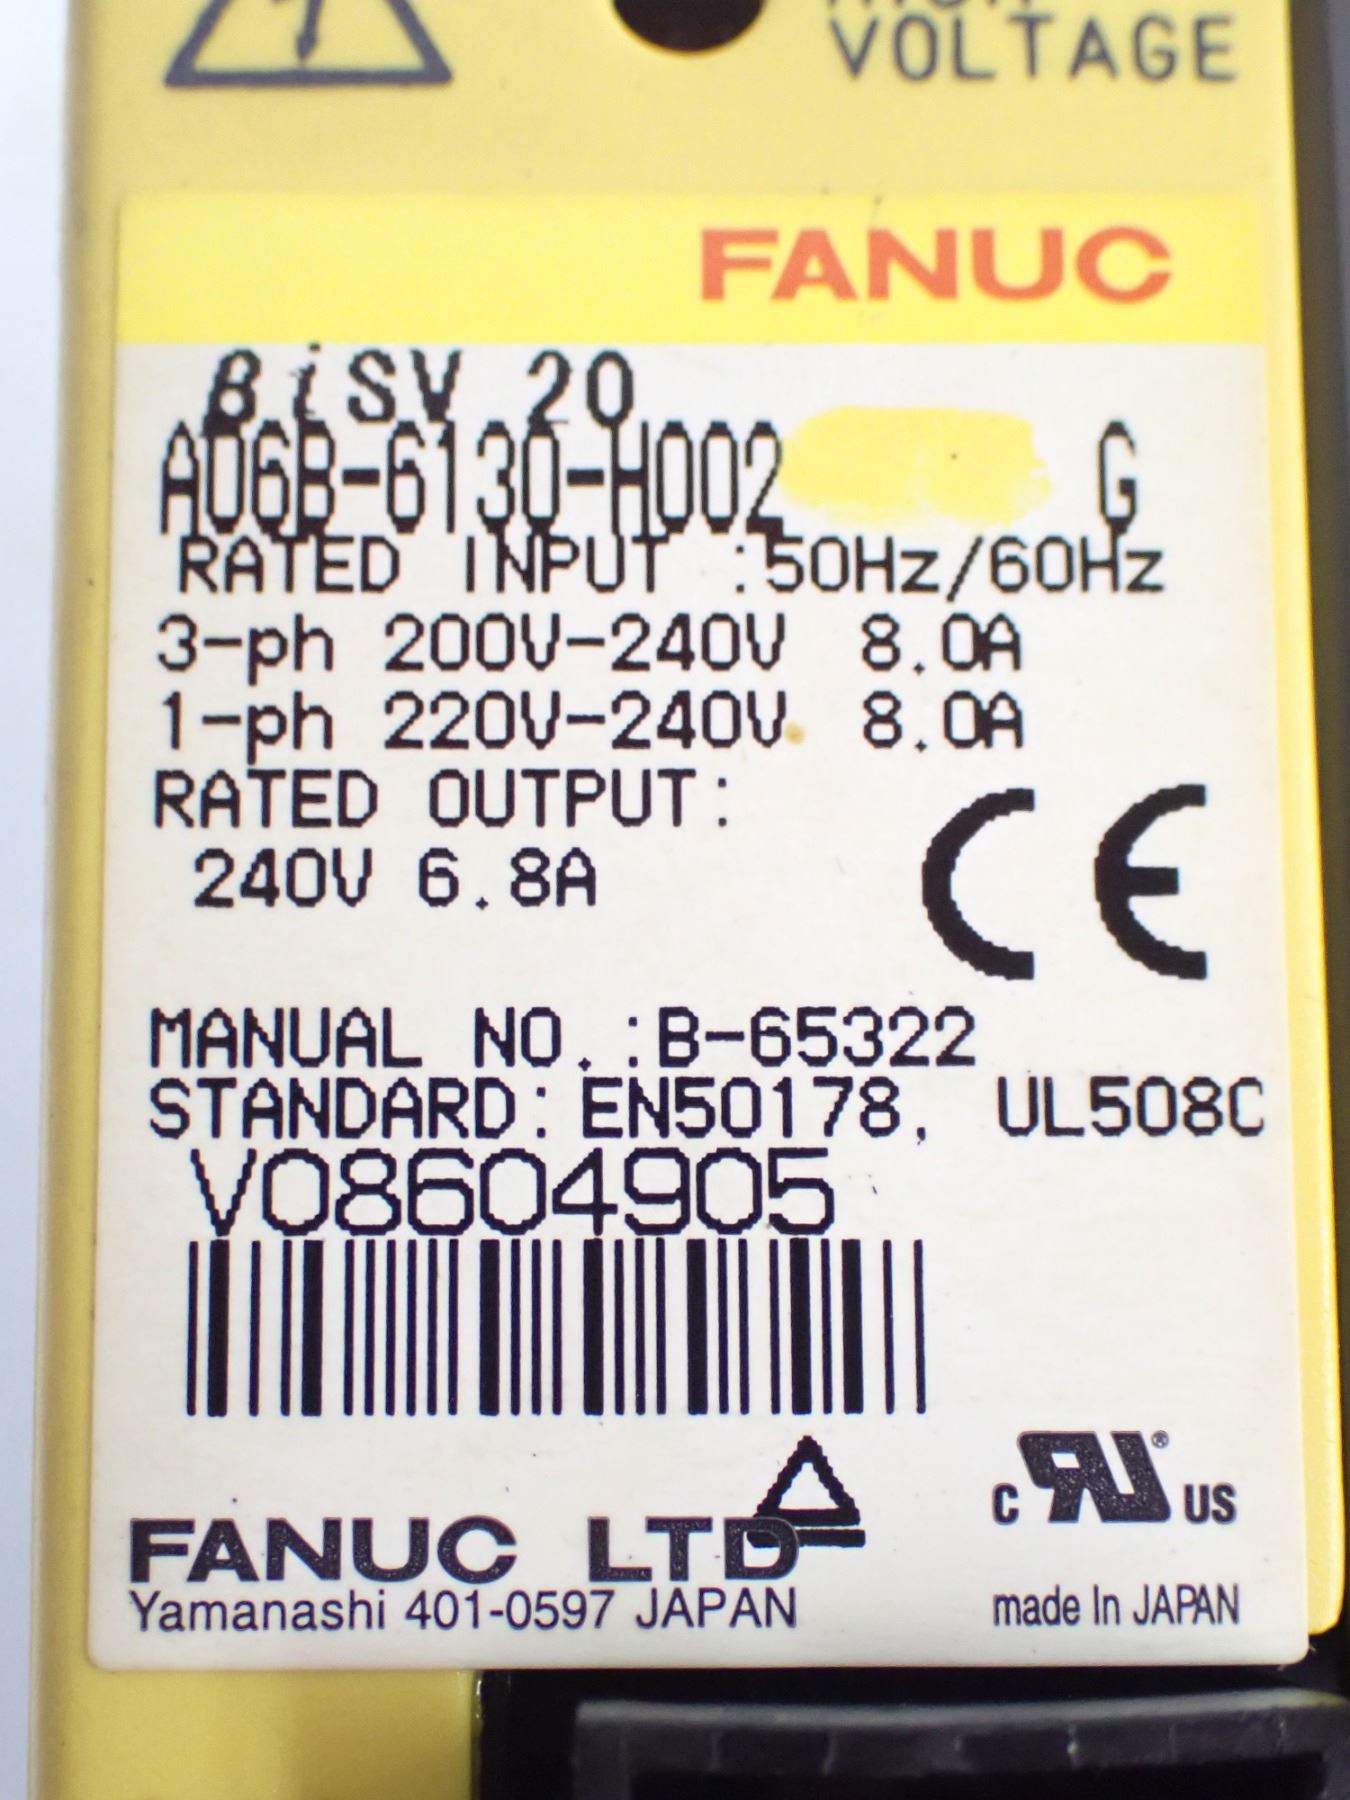 VOLTAGE
FANUC
βiSV 20
A06B-6130-H002 G
RATED INPUT :50Hz/60Hz
3-ph 200V-240V 8.0A
1-ph 220V-240V 8.0A
RATED OUTPUT:
240V 6.8A
CE
MANUAL NO.:B-65322
STANDARD:EN50178, UL508C
V08604905
C RU ® US
FANUC LTD
Yamanashi 401-0597 JAPAN
made In JAPAN